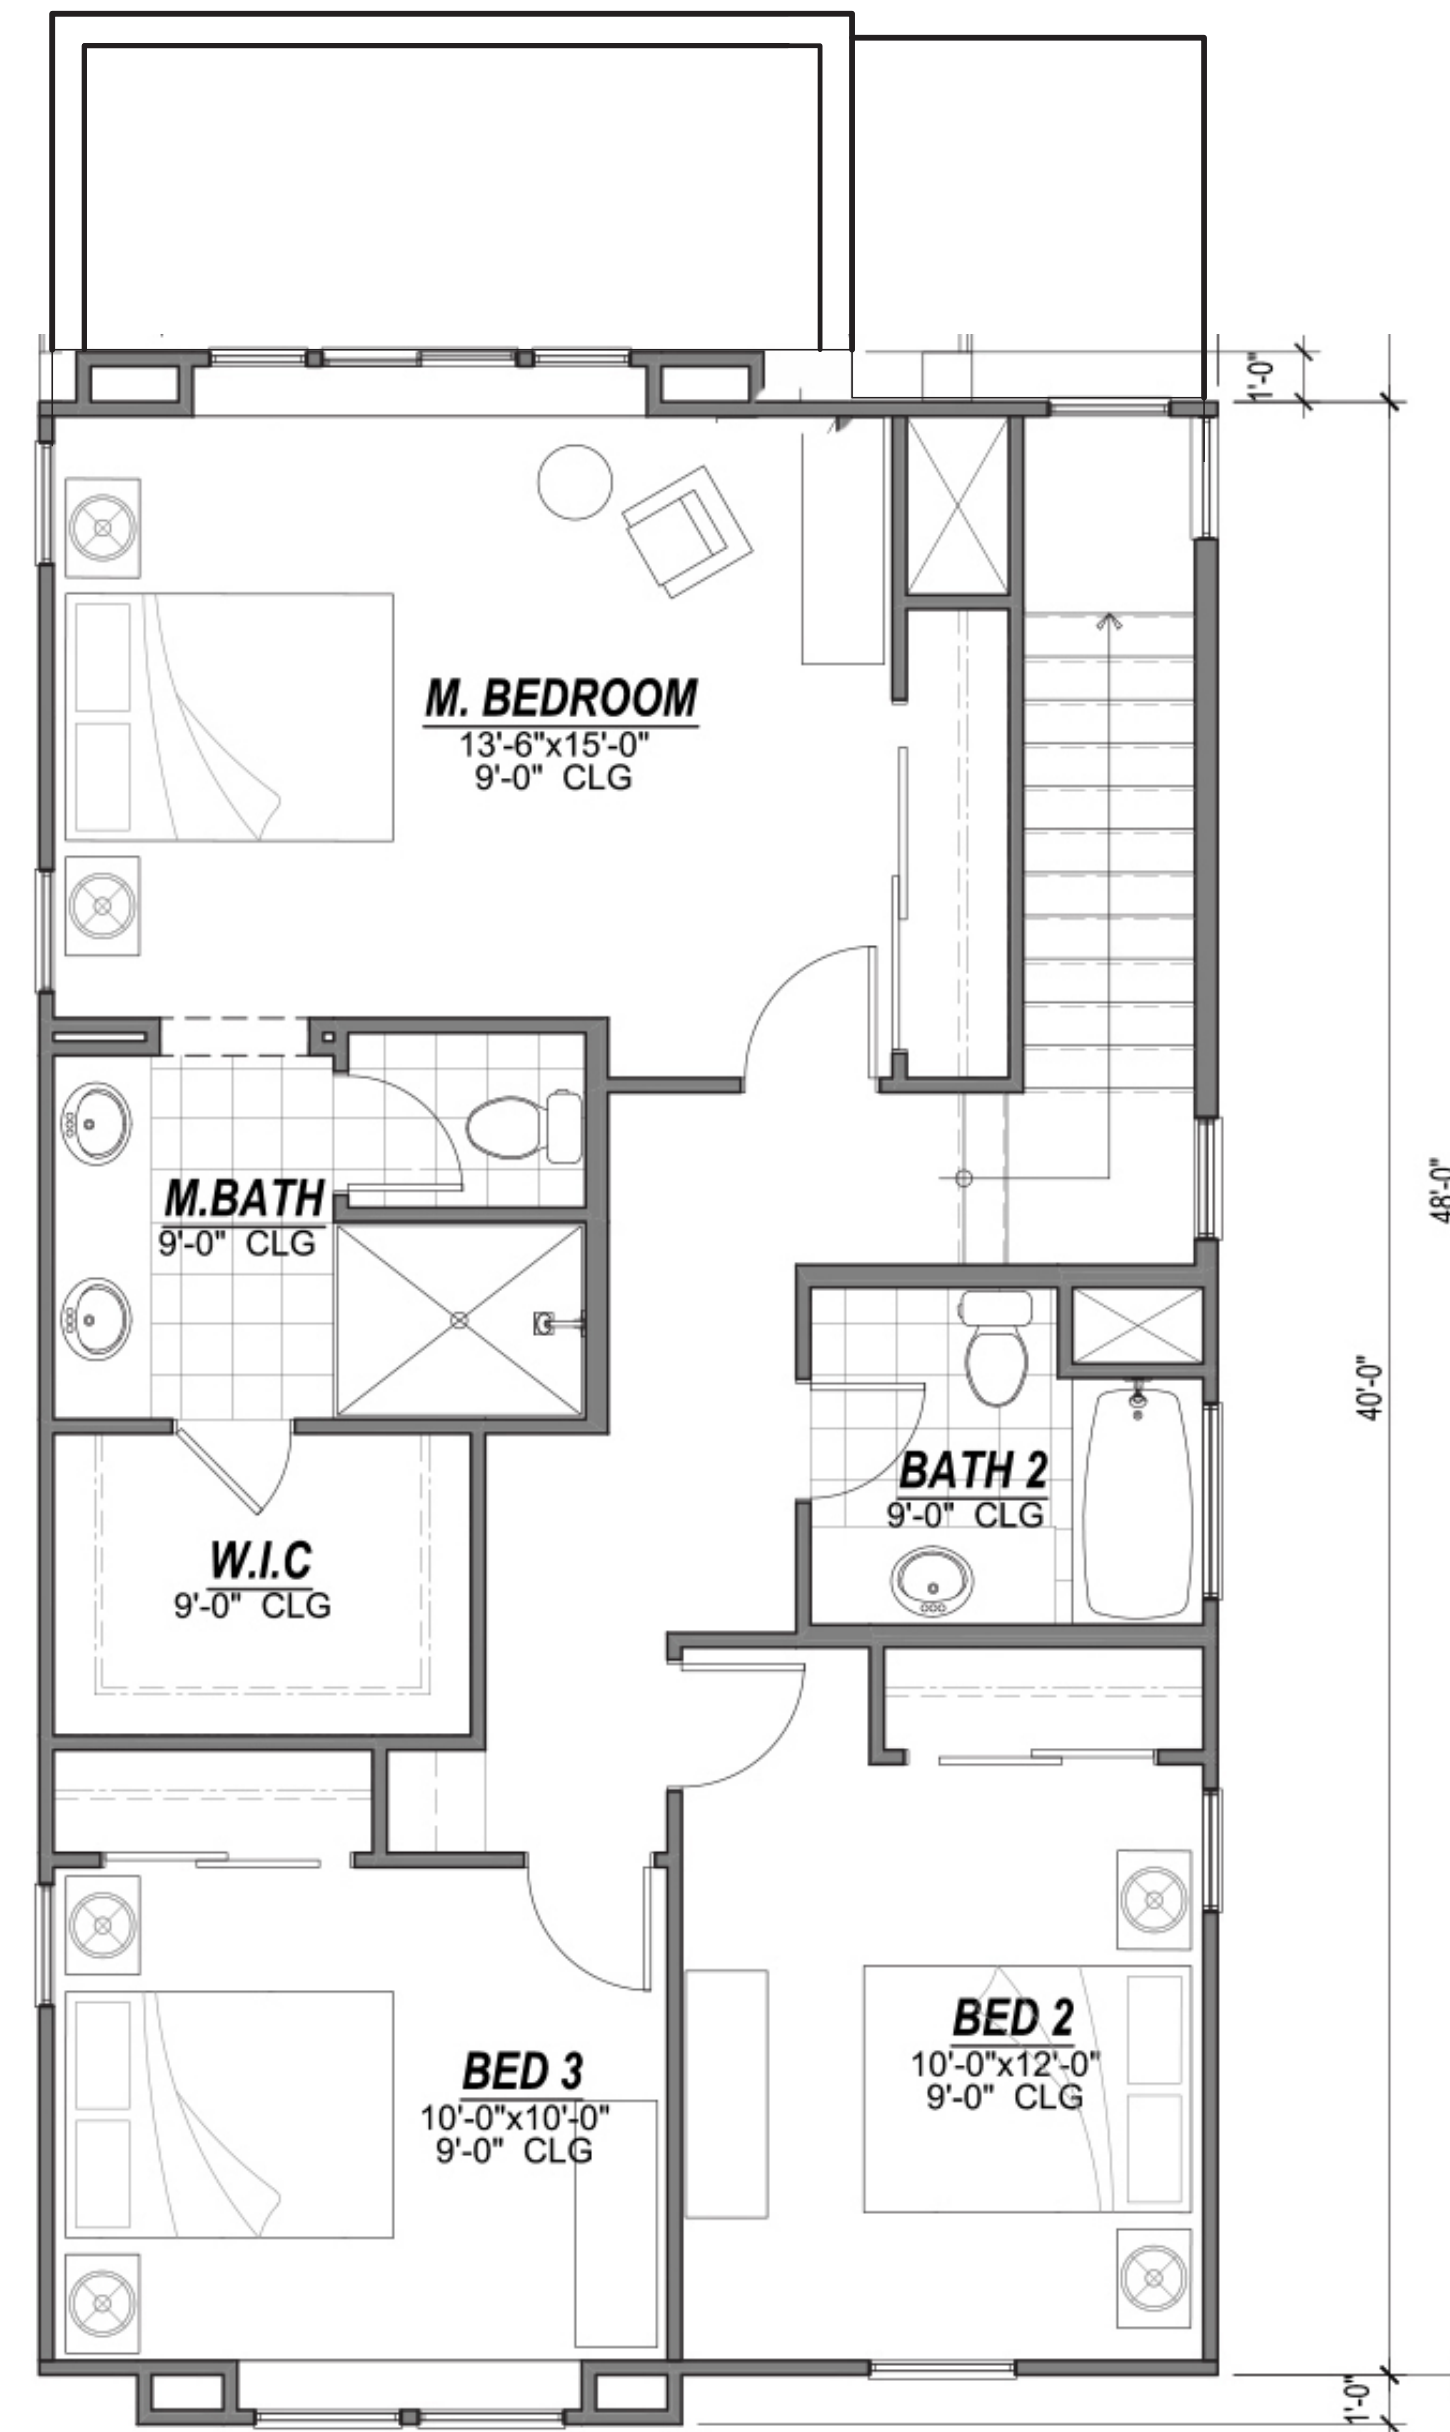 1'-0"
M. BEDROOM
13'-6"x15'-0"
9'-0" CLG
M.BATH
9'-0" CLG
48'-0"
40'-0"
BATH 2
9'-0" CLG
W.I.C
9'-0" CLG
BED 2
10'-0"x12'-0"
9'-0" CLG
BED 3
10'-0"x10'-0"
9'-0" CLG
1'-0"